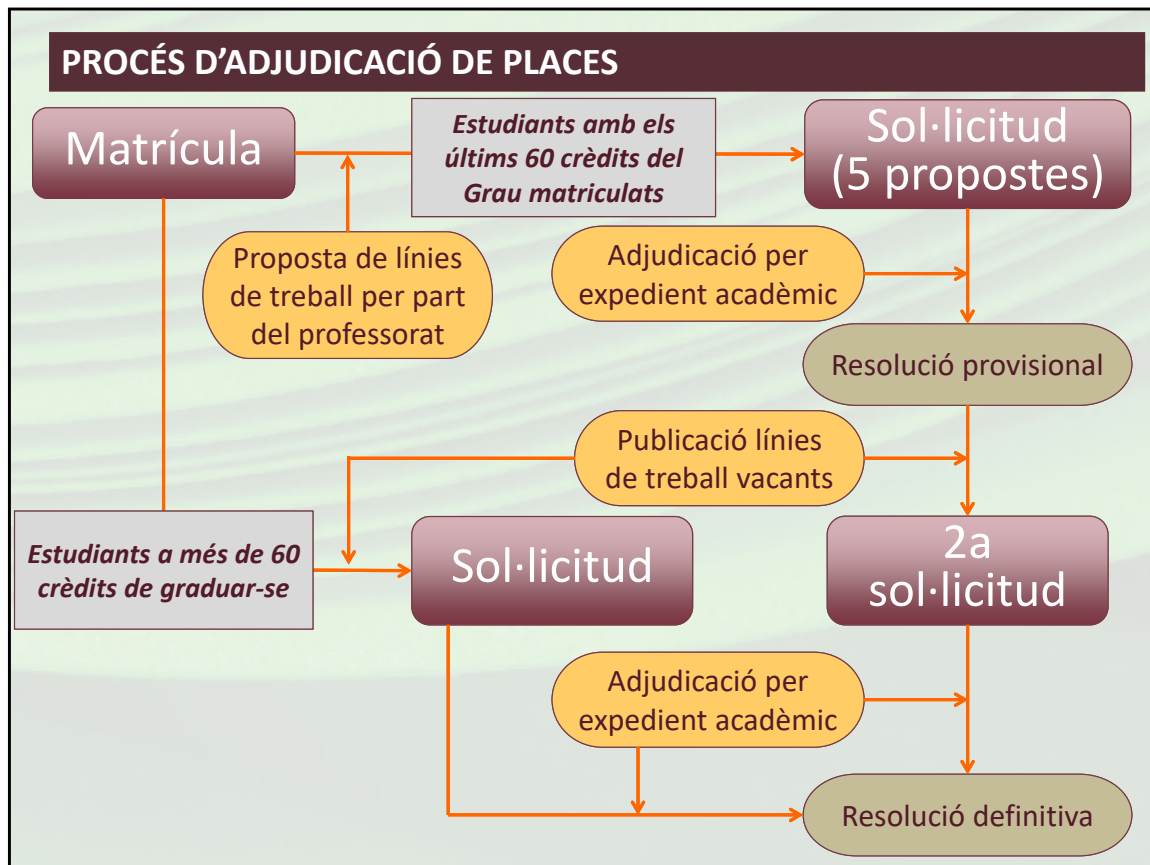 PROCÉS D'ADJUDICACIÓ DE PLACES
Matrícula
Estudiants amb els
últims 60 crèdits del
Grau matriculats
Sol·licitud
(5 propostes)
Proposta de línies
de treball per part
del professorat
Adjudicació per
expedient acadèmic
Resolució provisional
Publicació línies
de treball vacants
Estudiants a més de 60
crèdits de graduar-se
Sol·licitud
2a
sol·licitud
Adjudicació per
expedient acadèmic
Resolució definitiva